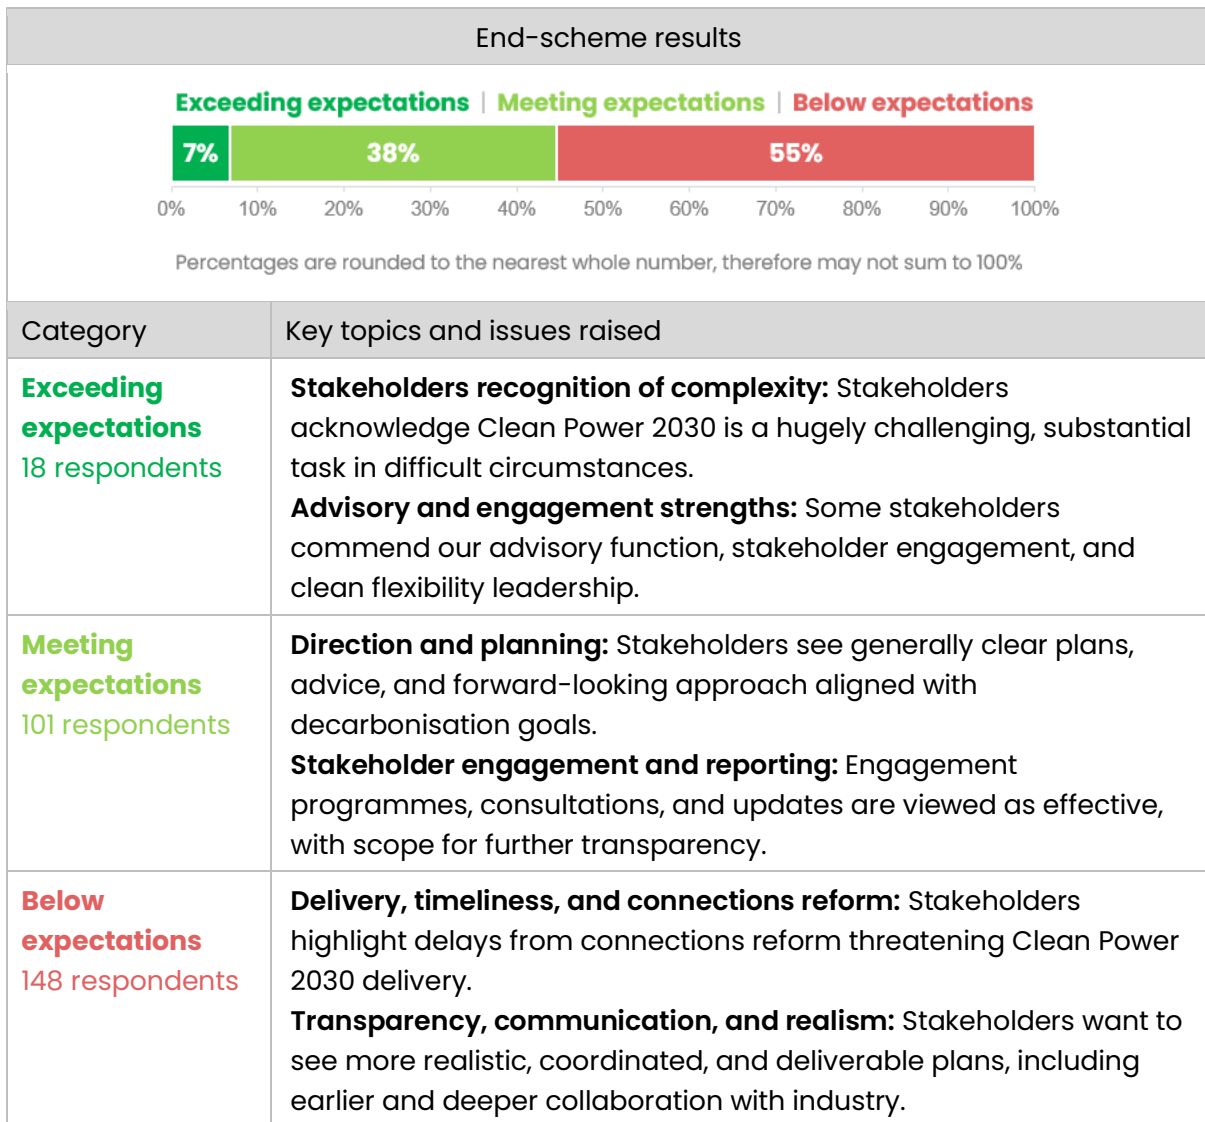 End-scheme results
Exceeding expectations | Meeting expectations | Below expectations
7% 38% 55%
0% 10% 20% 30% 40% 50% 60% 70% 80% 90% 100%
Percentages are rounded to the nearest whole number, therefore may not sum to 100%
Category Key topics and issues raised
Exceeding
expectations
18 respondents
Stakeholders recognition of complexity: Stakeholders
acknowledge Clean Power 2030 is a hugely challenging, substantial
task in difficult circumstances.
Advisory and engagement strengths: Some stakeholders
commend our advisory function, stakeholder engagement, and
clean flexibility leadership.
Meeting
expectations
101 respondents
Direction and planning: Stakeholders see generally clear plans,
advice, and forward-looking approach aligned with
decarbonisation goals.
Stakeholder engagement and reporting: Engagement
programmes, consultations, and updates are viewed as effective,
with scope for further transparency.
Below
expectations
148 respondents
Delivery, timeliness, and connections reform: Stakeholders
highlight delays from connections reform threatening Clean Power
2030 delivery.
Transparency, communication, and realism: Stakeholders want to
see more realistic, coordinated, and deliverable plans, including
earlier and deeper collaboration with industry.